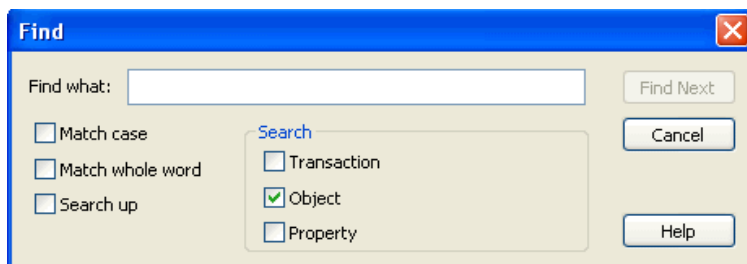 Find
Find what:
Find Next
Match case
Search
Cancel
Transaction
Match whole word
Object
Search up
Property
Help